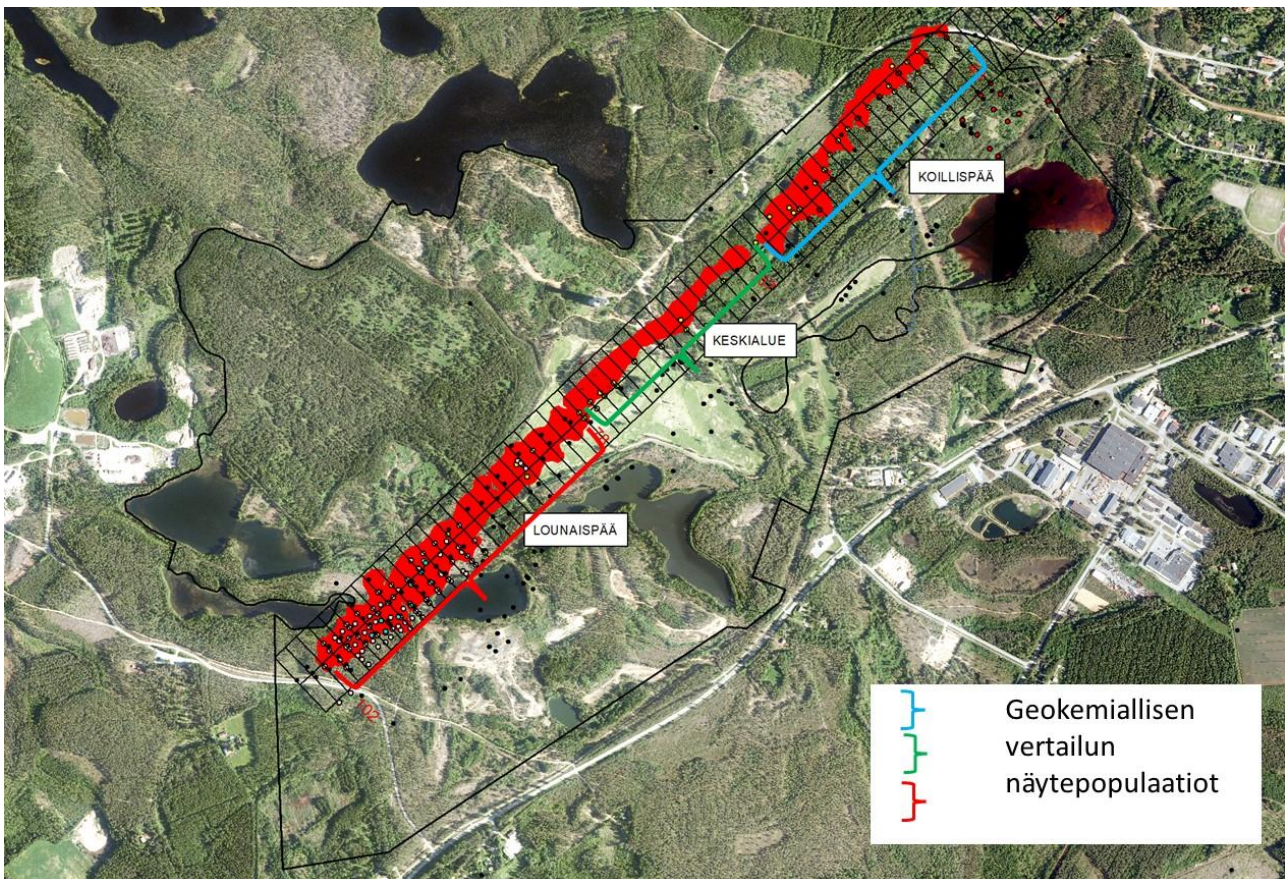 KOILLISPÄÄ
KESKIALUE
LOUNAISPÄÄ
102
Geokemiallisen
vertailun
näytepopulaatiot